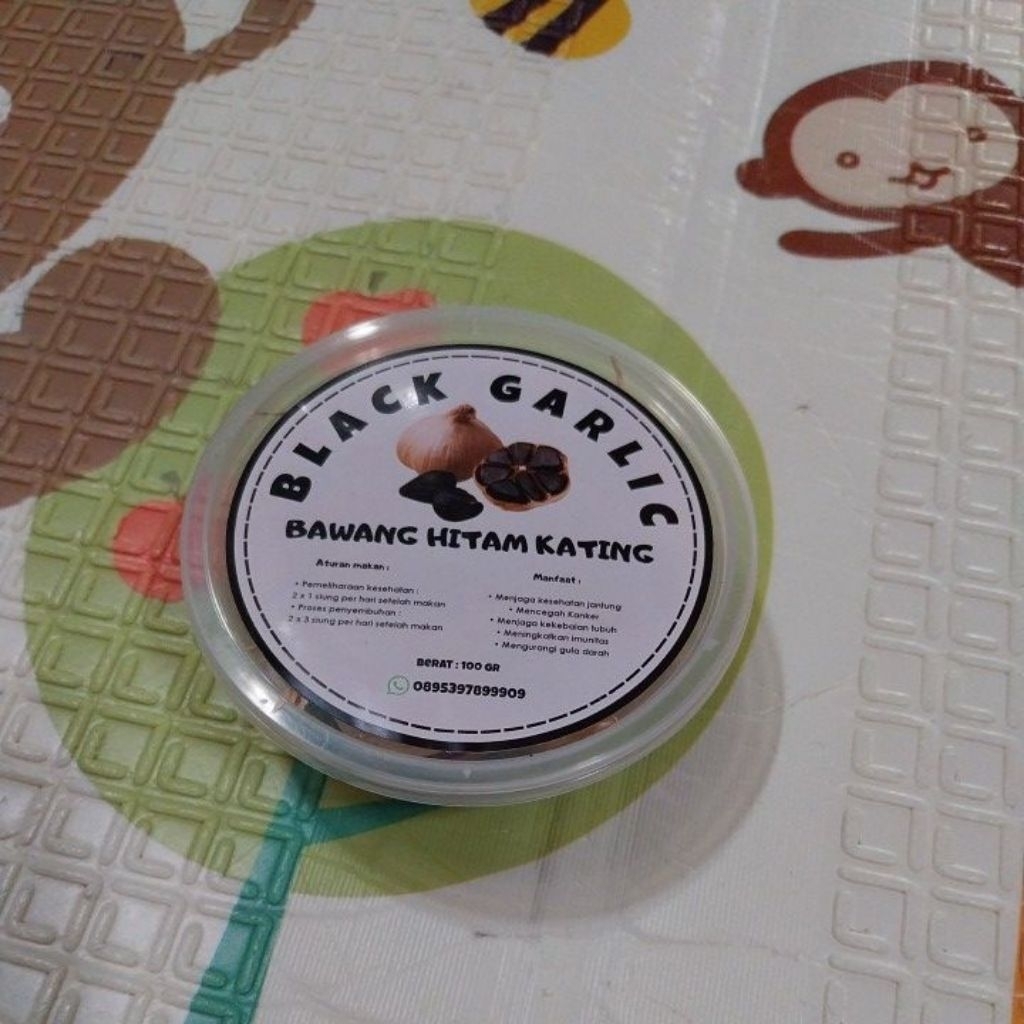 BLACK GARLIC
BAWANG HITAM KATING
Aturan makan :
• Pemeliharaan kesehatan :
2 x 1 siung per hari setelah makan
• Proses penyembuhan :
2 x 3 siung per hari setelah makan
Manfaat :
• Menjaga kesehatan jantung
• Mencegah Kanker
• Menjaga kekebalan tubuh
• Meningkatkan imunitas
• Mengurangi gula darah
BERAT : 100 GR
0895397899909